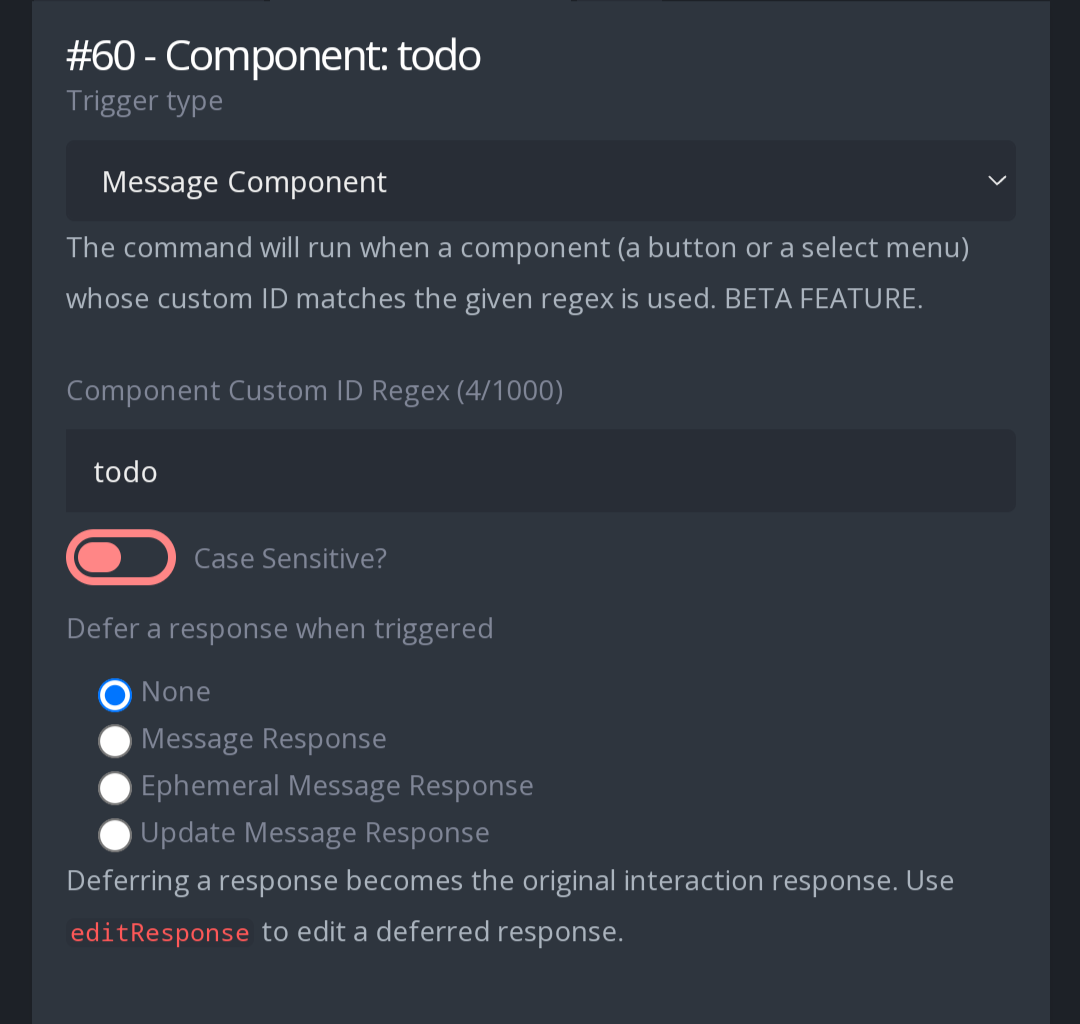 #60 - Component: todo
Trigger type
Message Component
The command will run when a component (a button or a select menu)
whose custom ID matches the given regex is used. BETA FEATURE.
Component Custom ID Regex (4/1000)
todo
Case Sensitive?
Defer a response when triggered
None
Message Response
Ephemeral Message Response
Update Message Response
Deferring a response becomes the original interaction response. Use
editResponse to edit a deferred response.